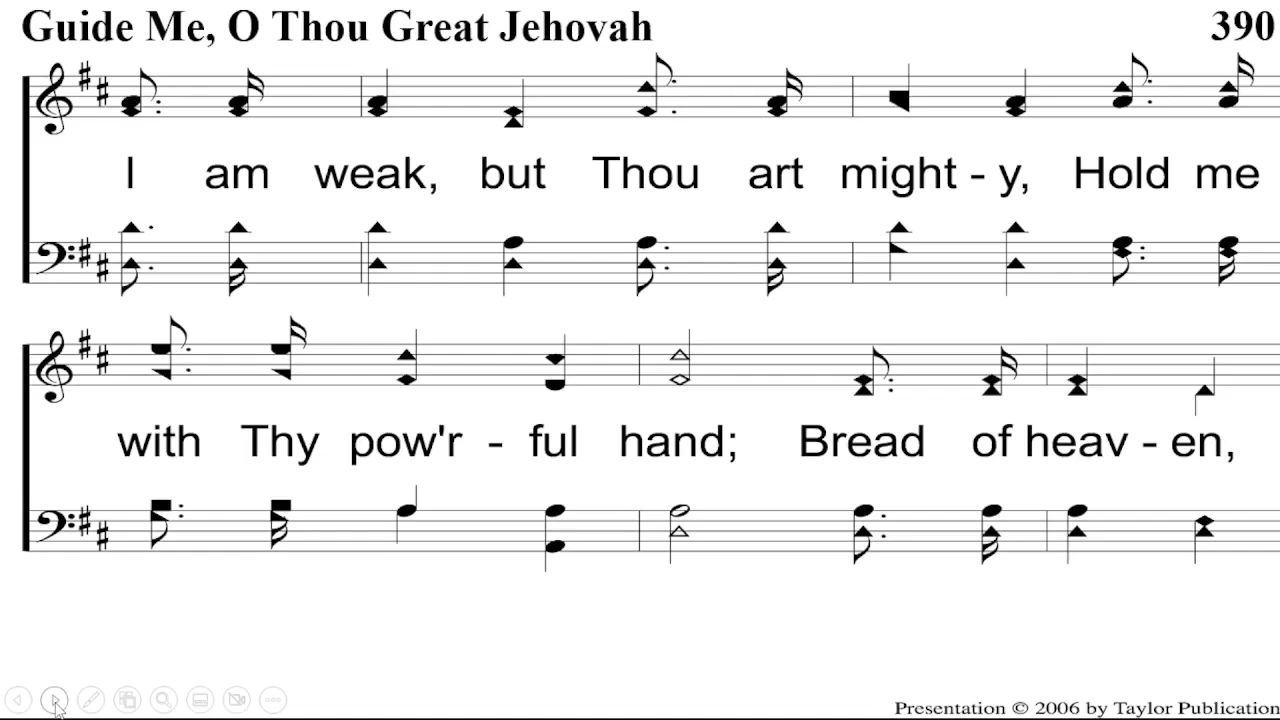 Guide Me, O Thou Great Jehovah 390
I am weak, but Thou art might - y, Hold me
with Thy pow'r - ful hand; Bread of heav - en,
Presentation © 2006 by Taylor Publication